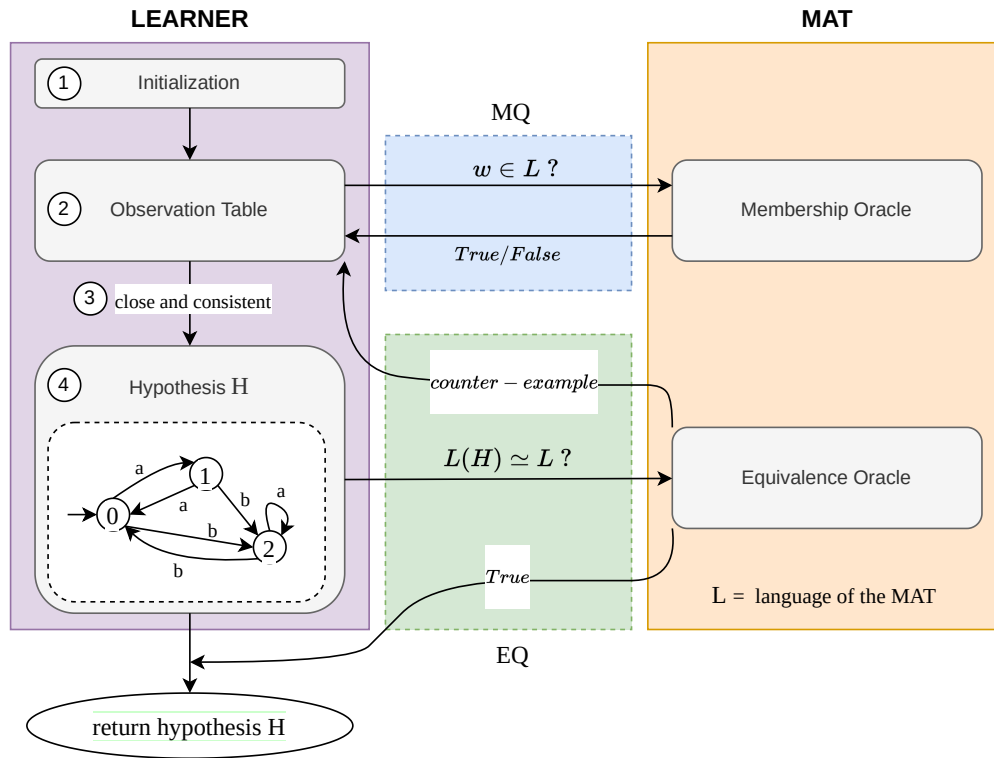 LEARNER
MAT
1
Initialization
MQ
w ∈ L ?
2
Observation Table
Membership Oracle
True/False
3
close and consistent
4
Hypothesis H
counter − example
L(H) ≃ L ?
Equivalence Oracle
a
1
a
a
b
0
b
2
b
True
L = language of the MAT
EQ
return hypothesis H